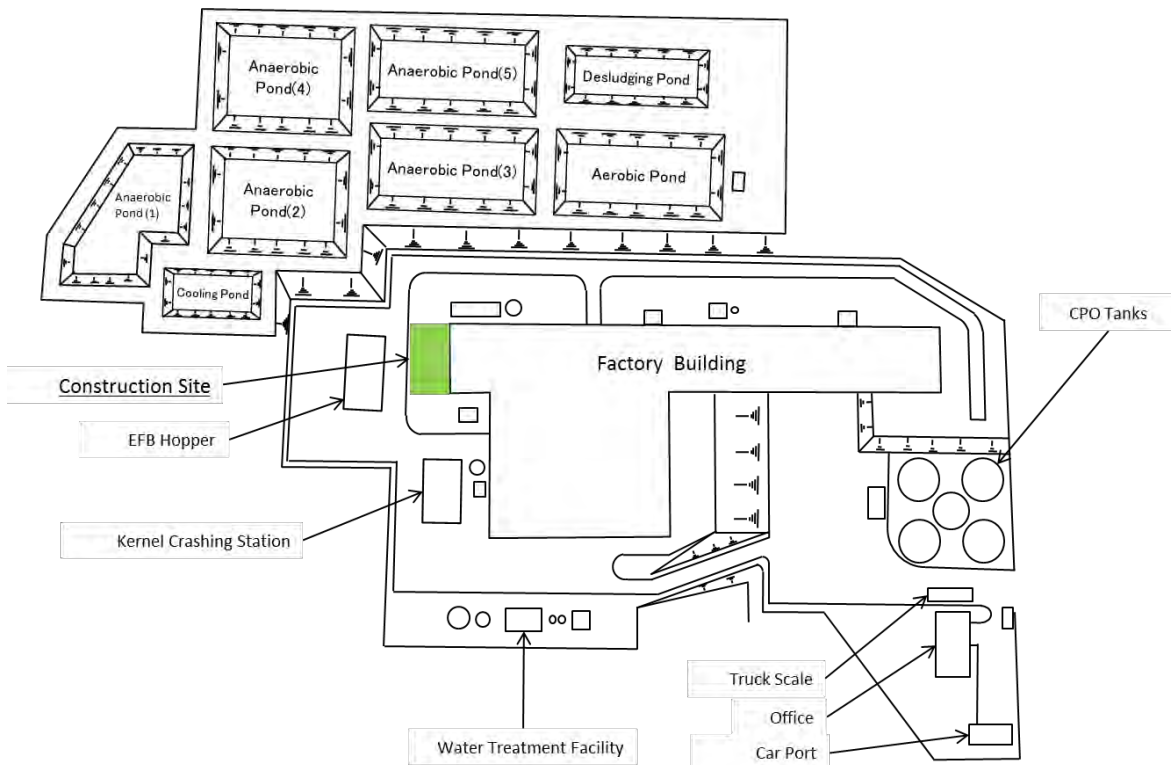 Anaerobic
Pond(4)
Anaerobic Pond(5)
Desludging Pond
Anaerobic
Pond(1)
Anaerobic
Pond(2)
Anaerobic Pond(3)
Aerobic Pond
Cooling Pond
CPO Tanks
Factory Building
Construction Site
EFB Hopper
Kernel Crashing Station
Truck Scale
Office
Water Treatment Facility
Car Port